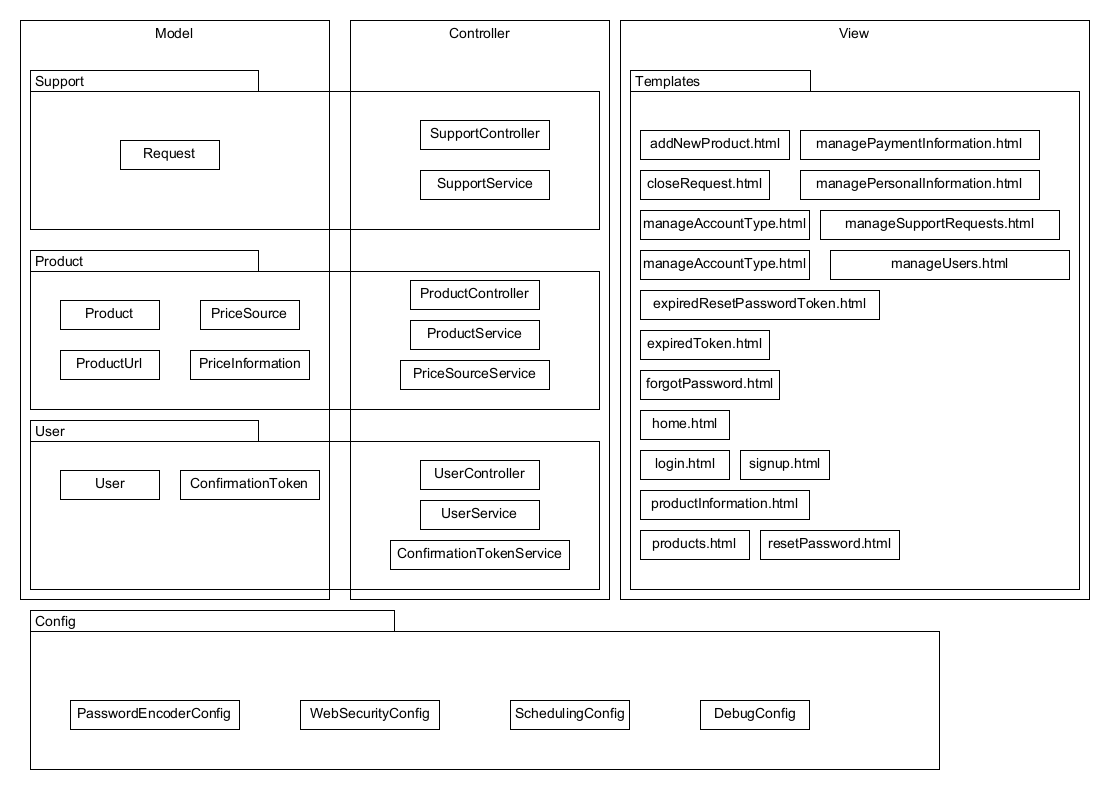 Model
Controller
View
Support
Request
SupportController
SupportService
Product
Product
PriceSource
ProductUrl
PriceInformation
ProductController
ProductService
PriceSourceService
User
User
ConfirmationToken
UserController
UserService
ConfirmationTokenService
Templates
addNewProduct.html
managePaymentInformation.html
closeRequest.html
managePersonalInformation.html
manageAccountType.html
manageSupportRequests.html
manageAccountType.html
manageUsers.html
expiredResetPasswordToken.html
expiredToken.html
forgotPassword.html
home.html
login.html
signup.html
productInformation.html
products.html
resetPassword.html
Config
PasswordEncoderConfig
WebSecurityConfig
SchedulingConfig
DebugConfig